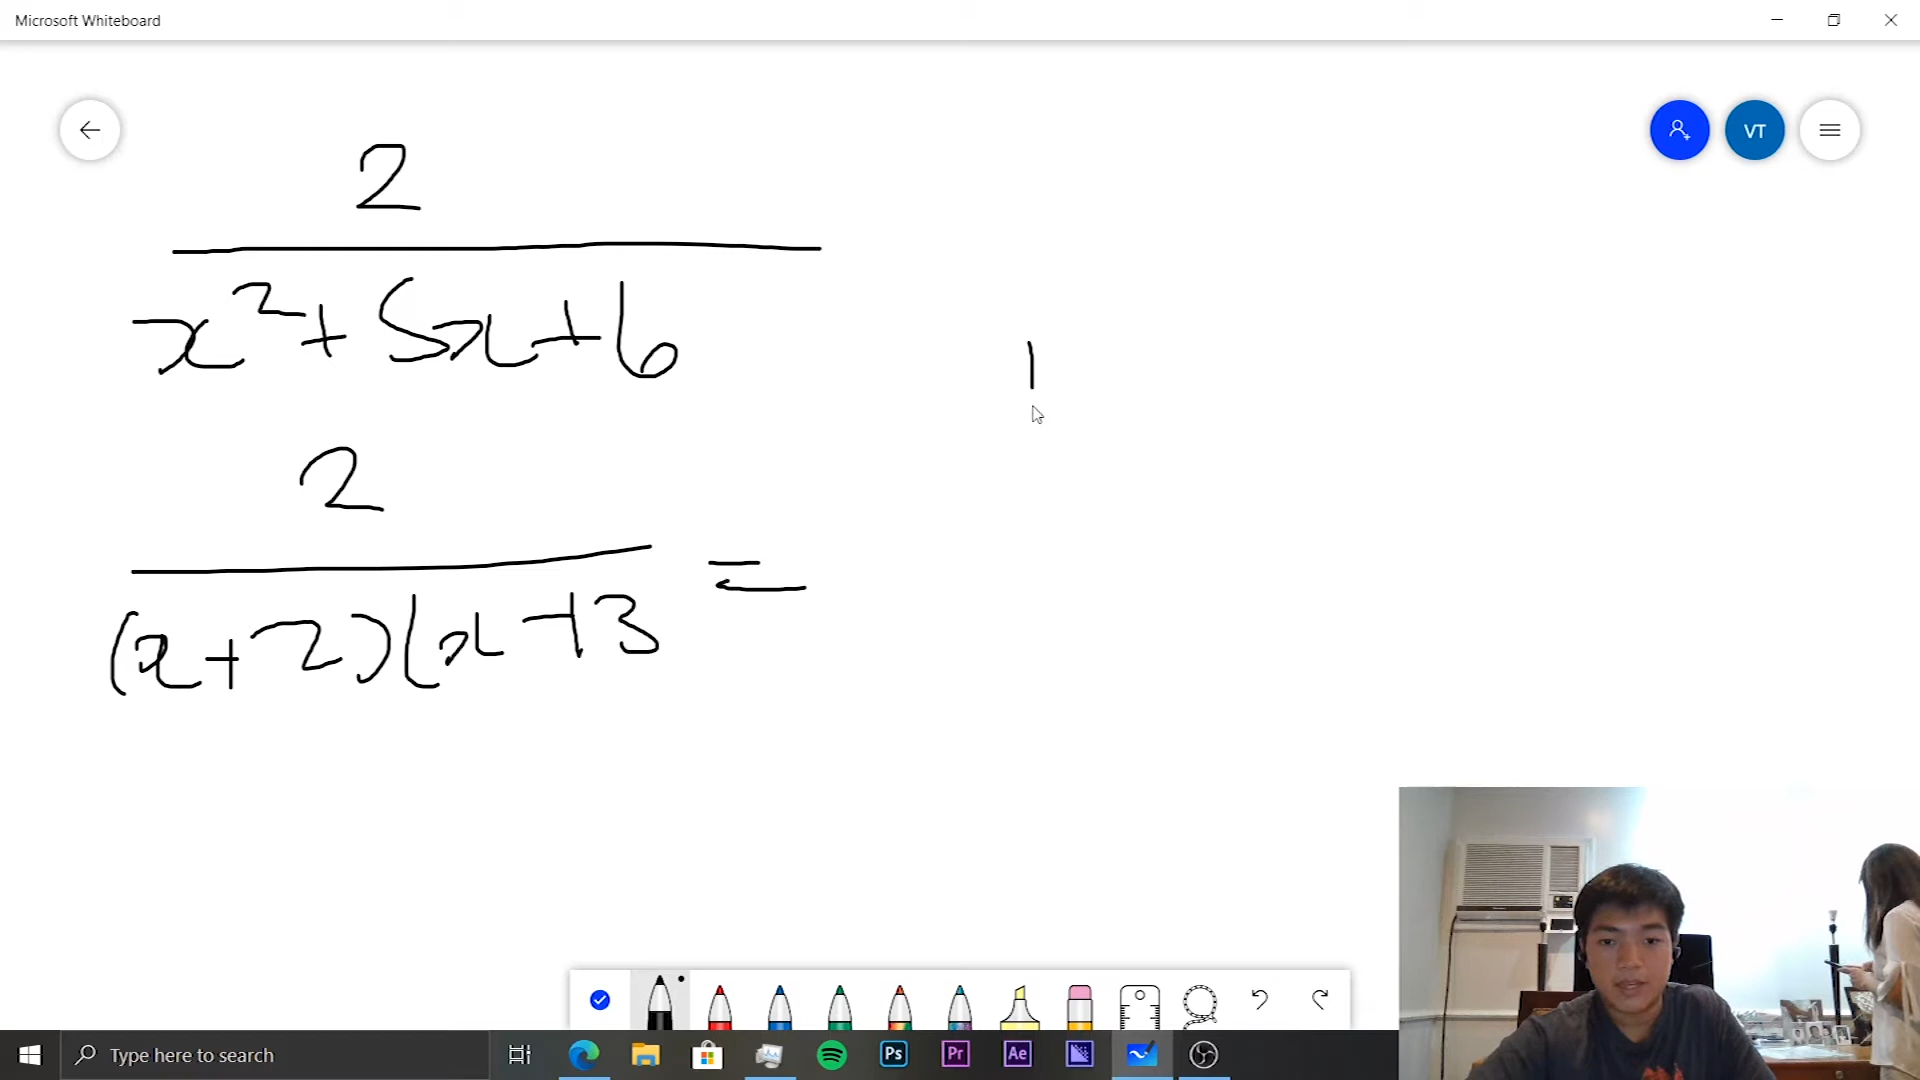 Microsoft Whiteboard
VT
2
x²+5x+6
1
2
(x+2)(x+3
=
Type here to search
Ps
Pr
Ae